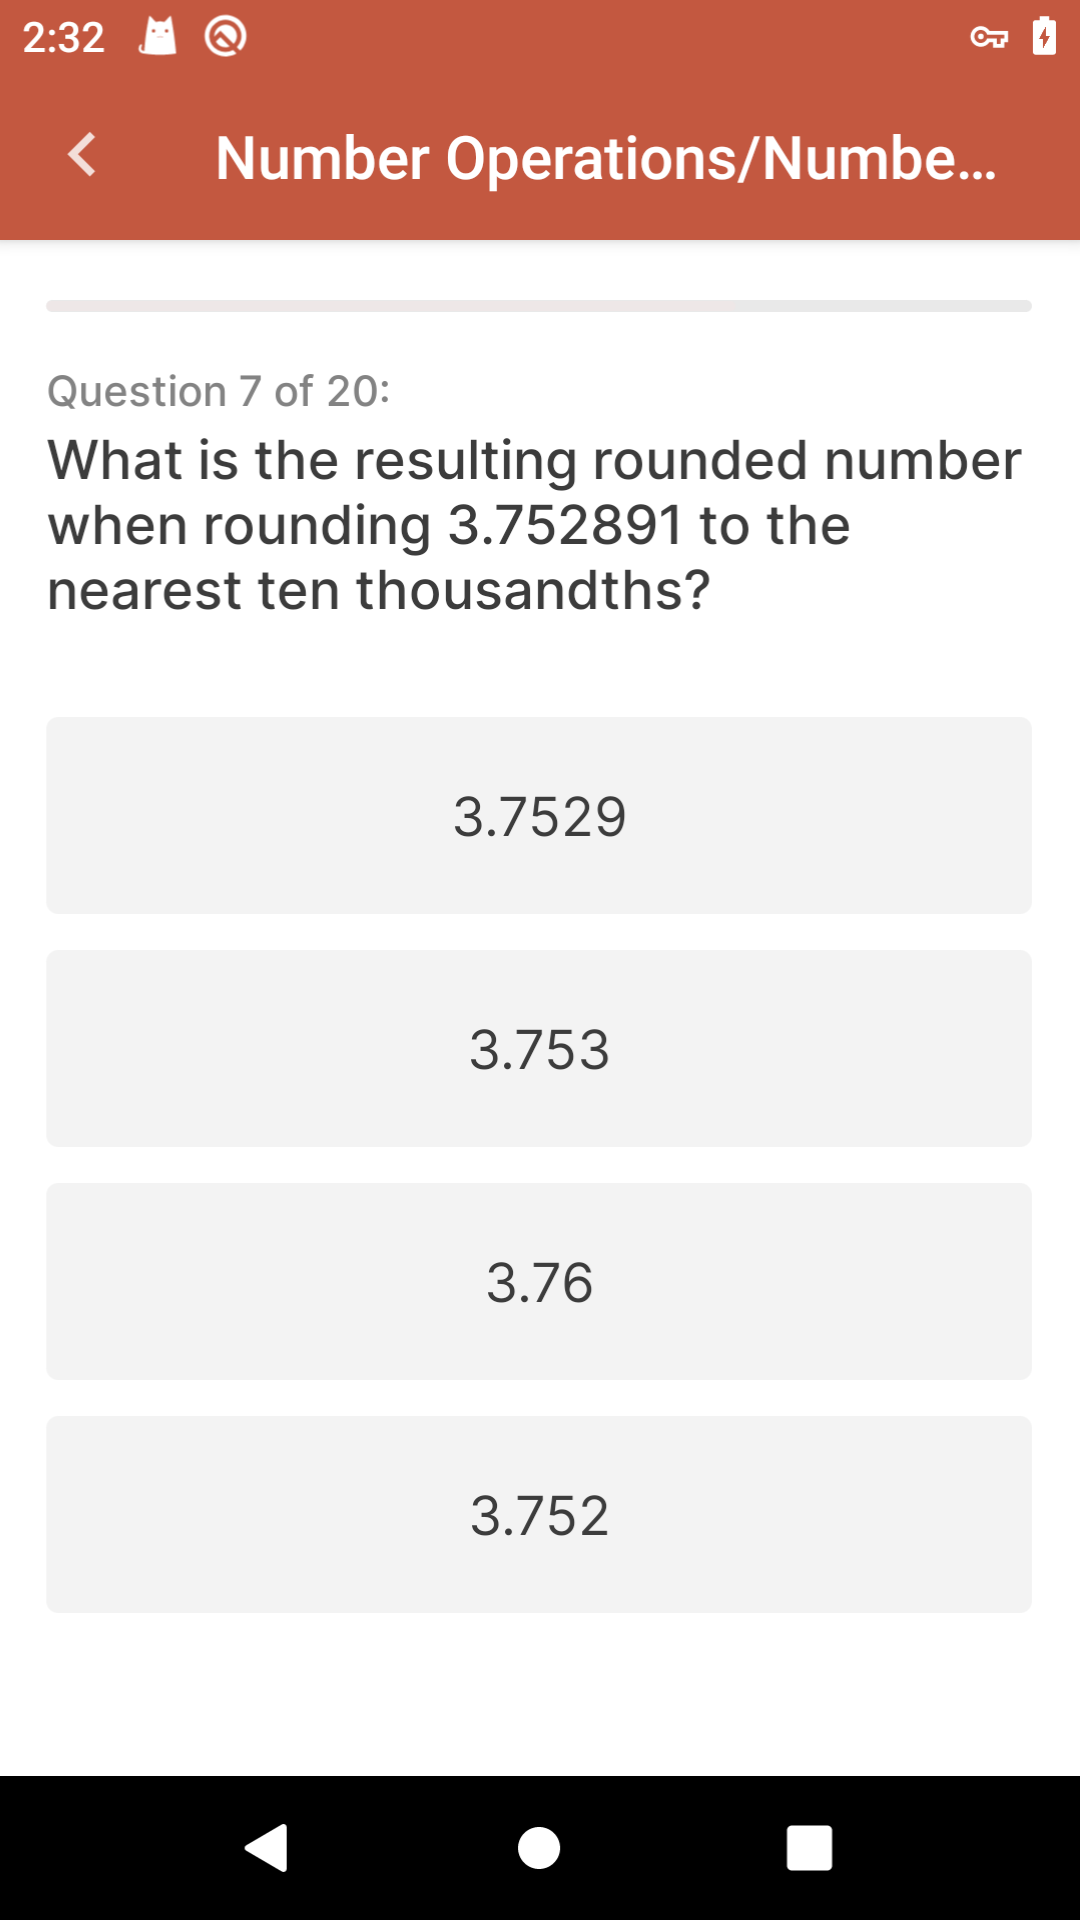 2:32
Number Operations/Numbe...
Question 7 of 20:
What is the resulting rounded number
when rounding 3.752891 to the
nearest ten thousandths?
3.7529
3.753
3.76
3.752